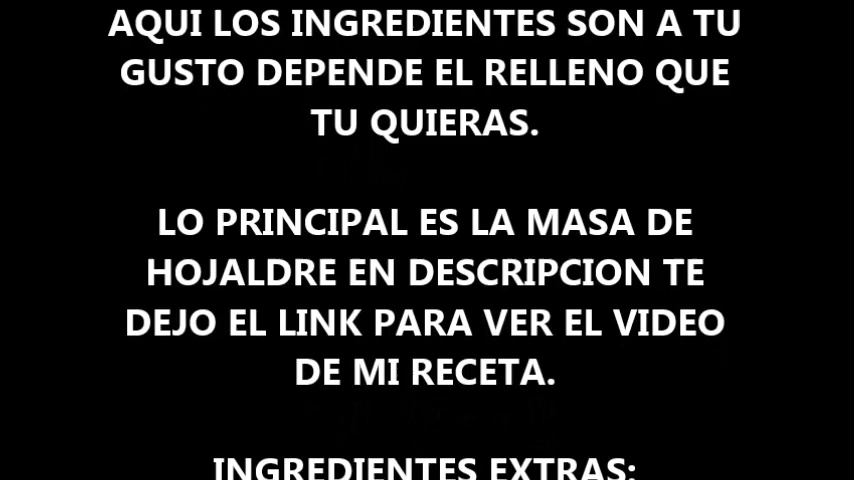 AQUI LOS INGREDIENTES SON A TU
GUSTO DEPENDE EL RELLENO QUE
TU QUIERAS.
LO PRINCIPAL ES LA MASA DE
HOJALDRE EN DESCRIPCION TE
DEJO EL LINK PARA VER EL VIDEO
DE MI RECETA.
INGREDIENTES EXTRAS: